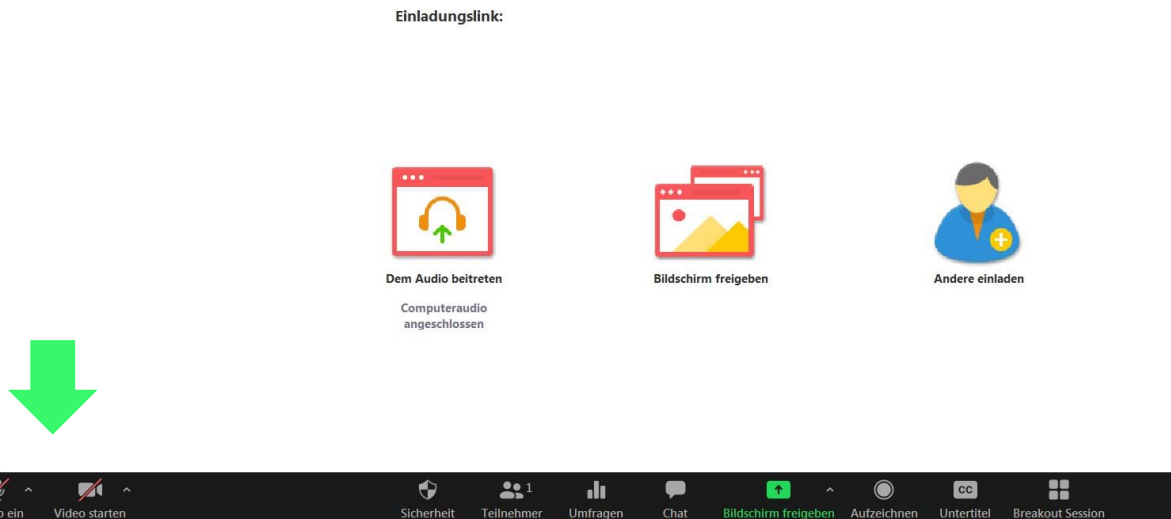 Einladungslink:
Dem Audio beitreten
Bildschirm freigeben
Andere einladen
Computeraudio
angeschlossen
1
CC
ein
Video starten
Sicherheit
Teilnehmer
Umfragen
Chat
Bildschirm freigeben
Aufzeichnen
Untertitel
Breakout Session